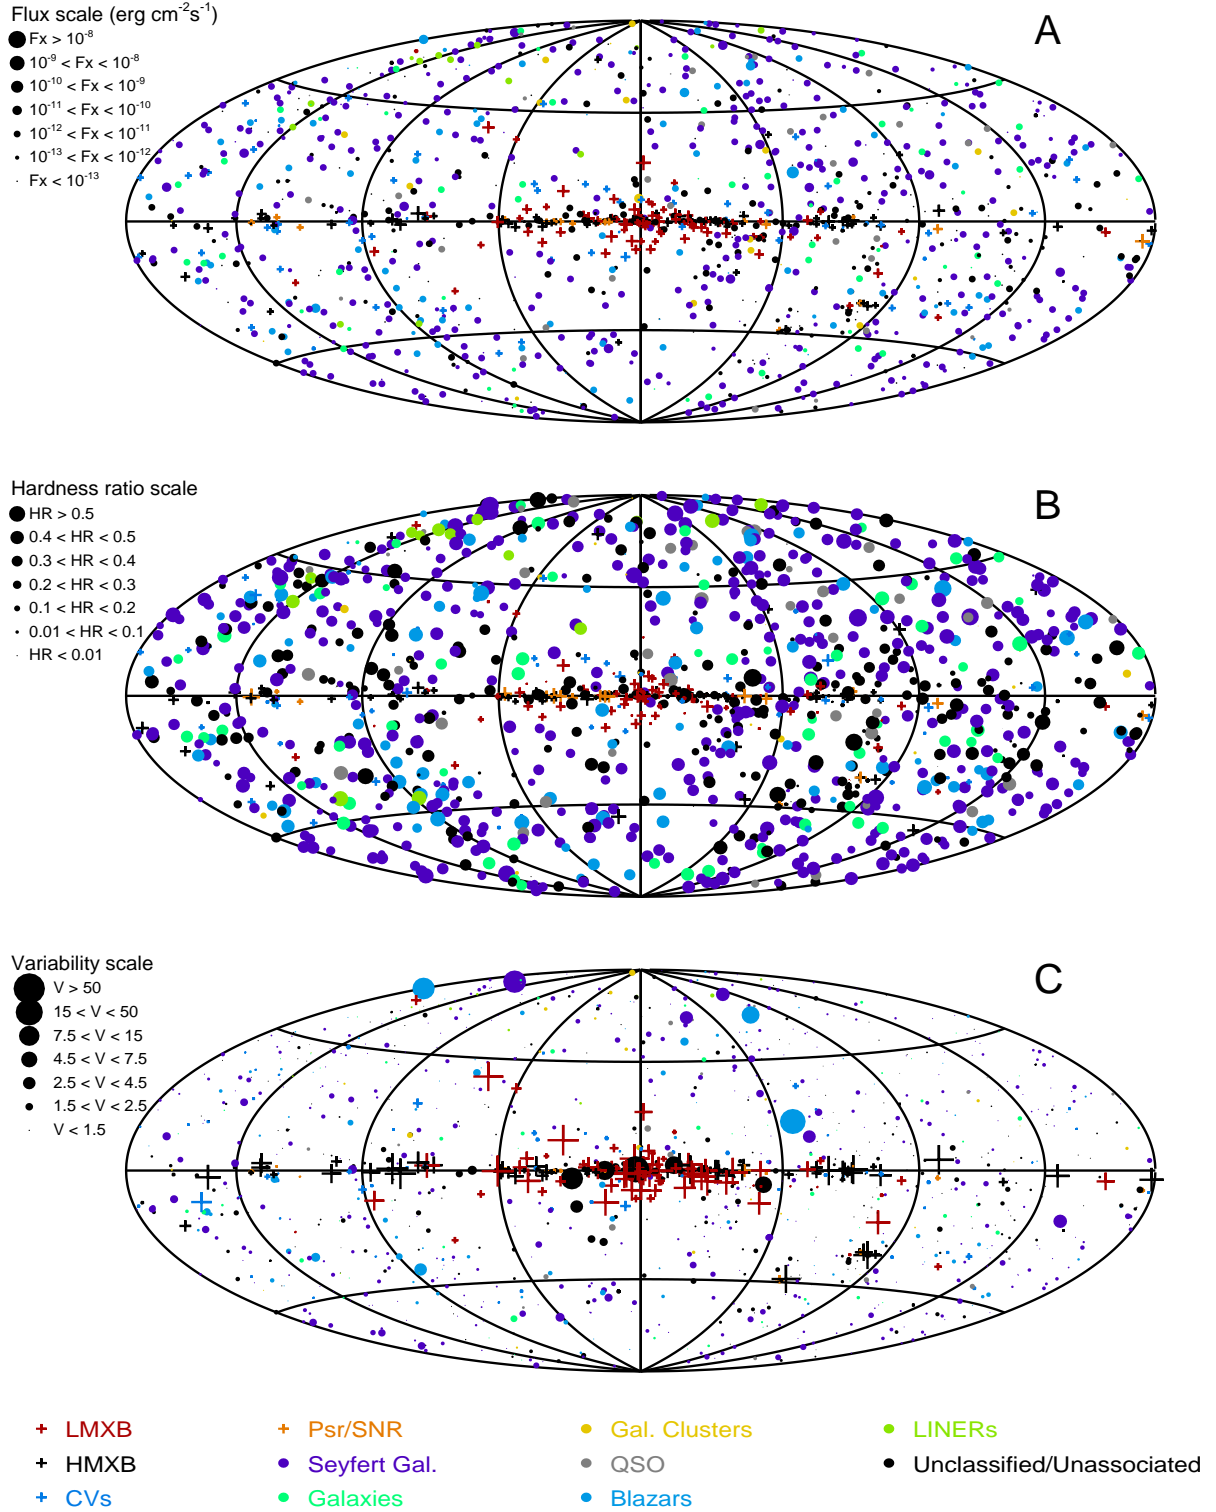 Flux scale (erg cm⁻²s⁻¹)
A
Fx > 10⁻⁸
10⁻⁹ < Fx < 10⁻⁸
10⁻¹⁰ < Fx < 10⁻⁹
10⁻¹¹ < Fx < 10⁻¹⁰
10⁻¹² < Fx < 10⁻¹¹
10⁻¹³ < Fx < 10⁻¹²
Fx < 10⁻¹³
Hardness ratio scale
B
HR > 0.5
0.4 < HR < 0.5
0.3 < HR < 0.4
0.2 < HR < 0.3
0.1 < HR < 0.2
0.01 < HR < 0.1
HR < 0.01
Variability scale
C
V > 50
15 < V < 50
7.5 < V < 15
4.5 < V < 7.5
2.5 < V < 4.5
1.5 < V < 2.5
V < 1.5
LMXB
Psr/SNR
Gal. Clusters
LINERs
HMXB
Seyfert Gal.
QSO
Unclassified/Unassociated
CVs
Galaxies
Blazars